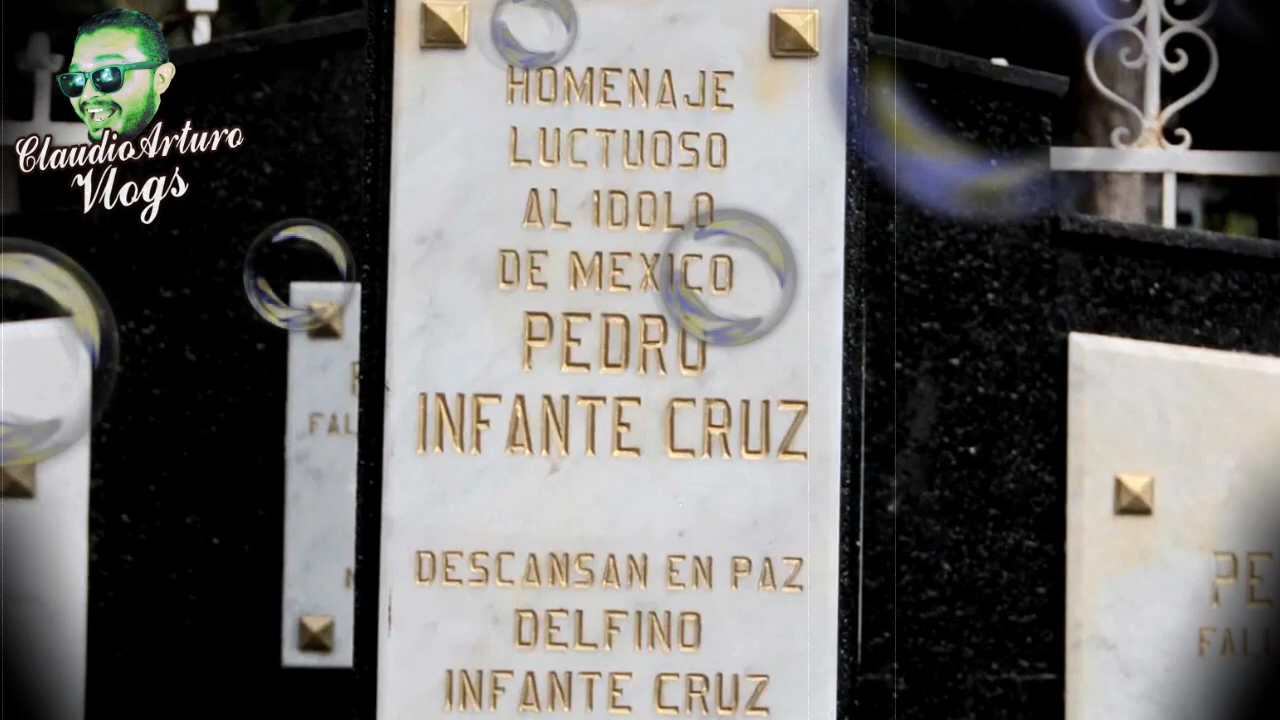 ClaudioArturo
Vlogs
HOMENAJE
LUCTUOSO
AL IDOLO
DE MEXICO
PEDRO
INFANTE CRUZ
DESCANSAN EN PAZ
DELFINO
INFANTE CRUZ